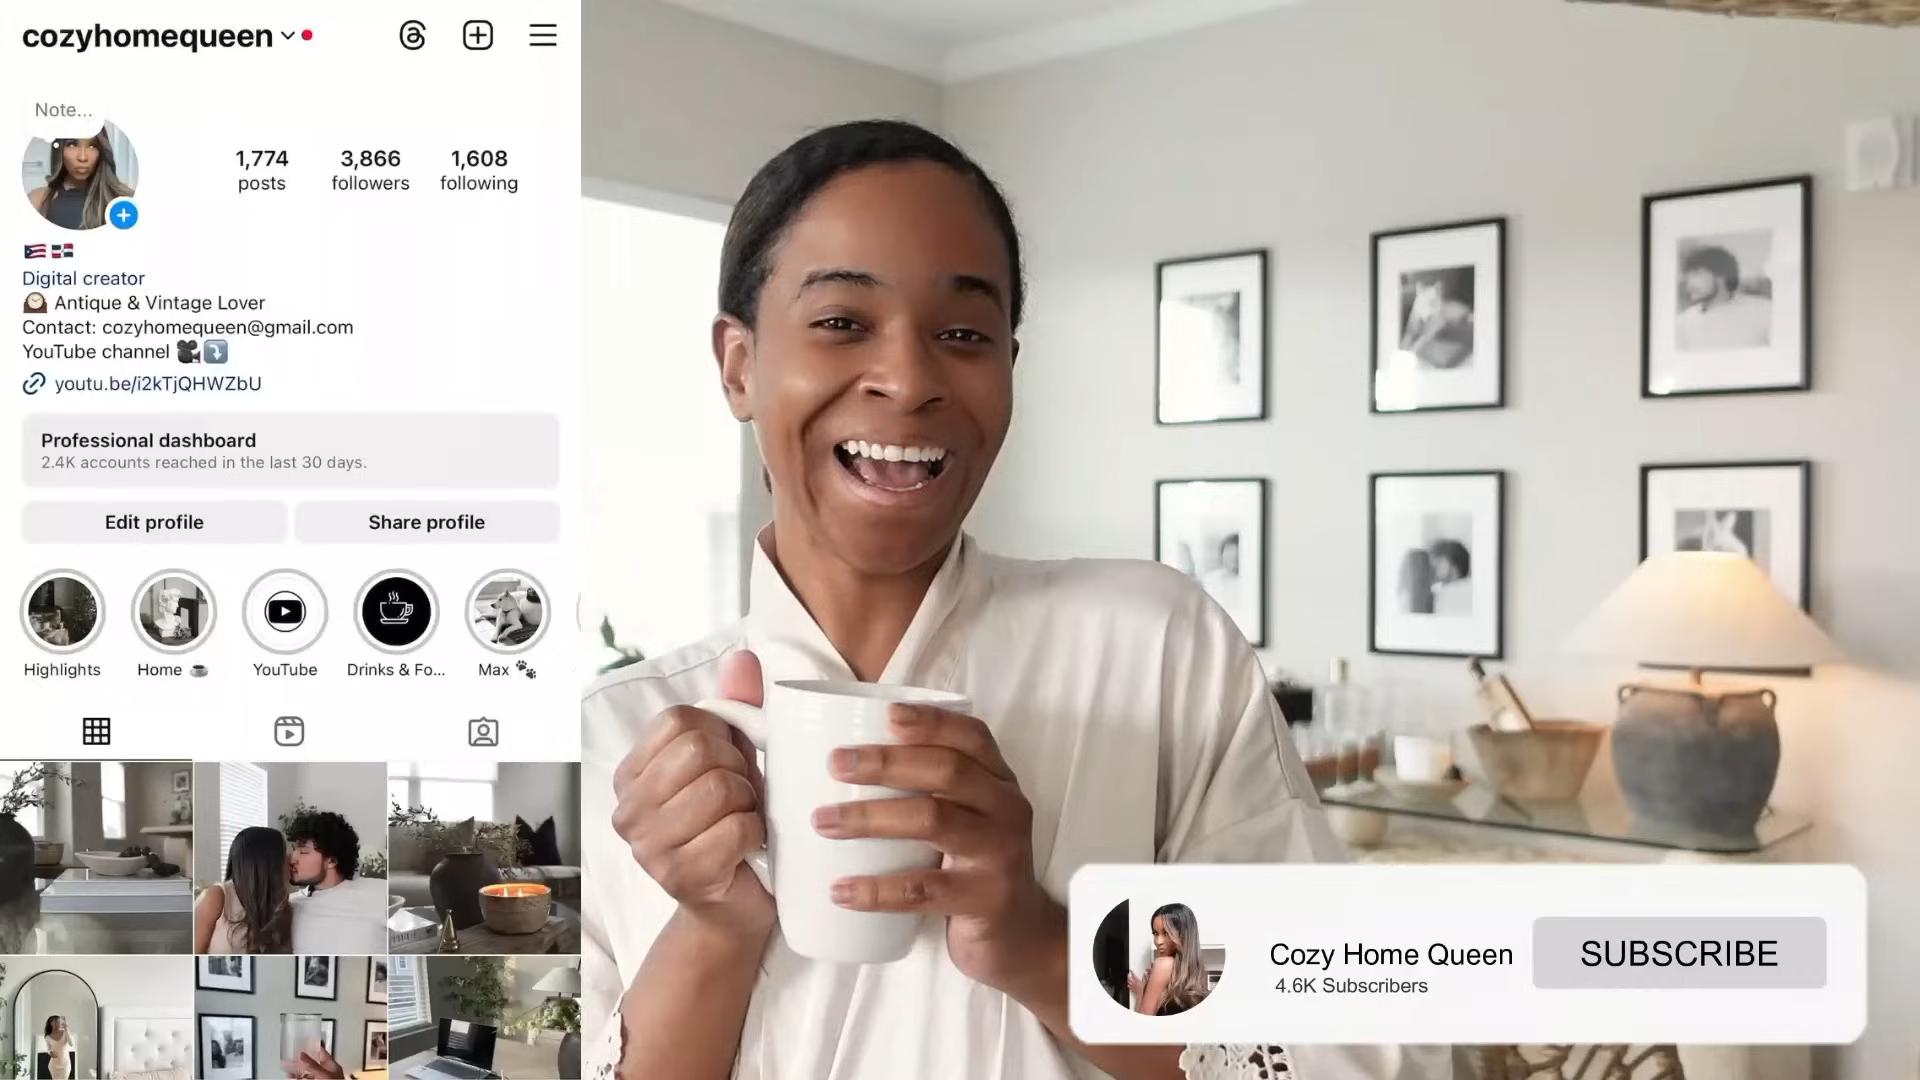 cozyhomequeen
Note...
1,774 posts
3,866 followers
1,608 following
Digital creator
Antique & Vintage Lover
Contact: cozyhomequeen@gmail.com
YouTube channel
youtu.be/i2kTjQHWZbU
Professional dashboard
2.4K accounts reached in the last 30 days.
Edit profile
Share profile
Highlights
Home
YouTube
Drinks & Fo...
Max
Cozy Home Queen
4.6K Subscribers
SUBSCRIBE